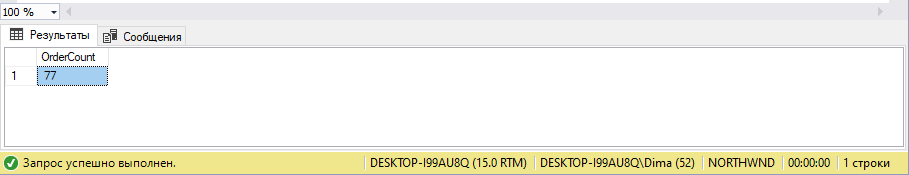 100 %
Результаты Сообщения
OrderCount
1 77
Запрос успешно выполнен. DESKTOP-I99AU8Q (15.0 RTM) DESKTOP-I99AU8Q\Dima (52) NORTHWND 00:00:00 1 строки